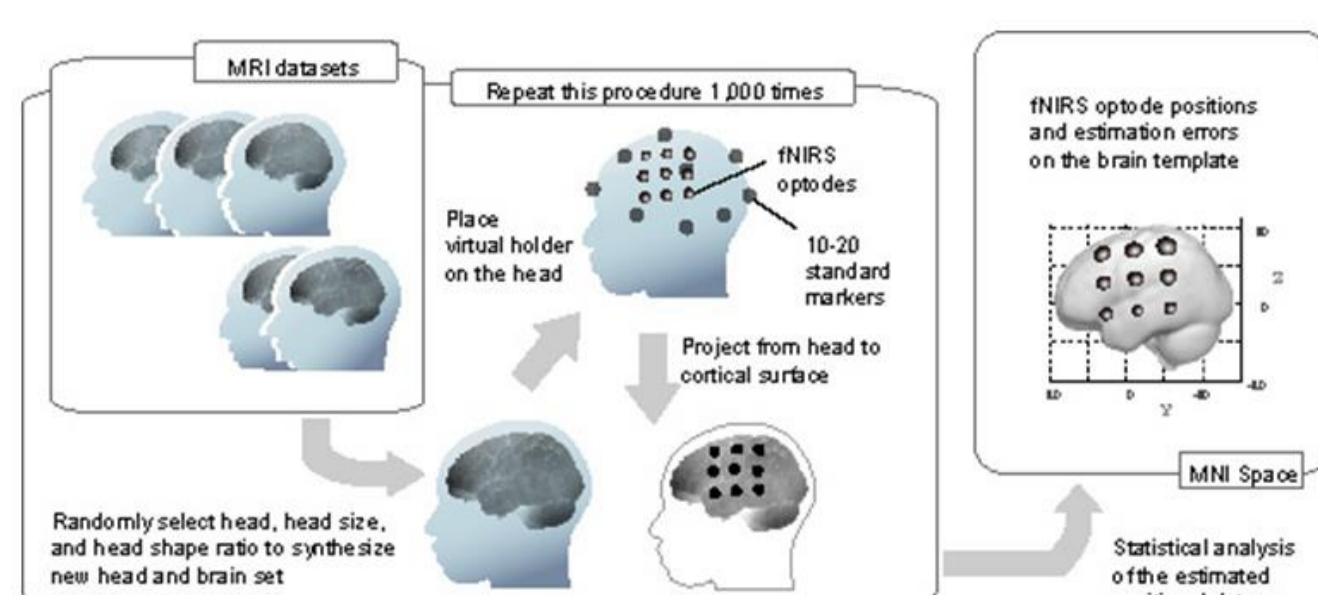 MRI datasets
Repeat this procedure 1,000 times
fNIRS
optodes
Place
virtual holder
on the head
10-20
standard
markers
Project from head to
cortical surface
Randomly select head, head size,
and head shape ratio to synthesize
new head and brain set
fNIRS optode positions
and estimation errors
on the brain template
Z
0
0
Y
MNI Space
Statistical analysis
of the estimated